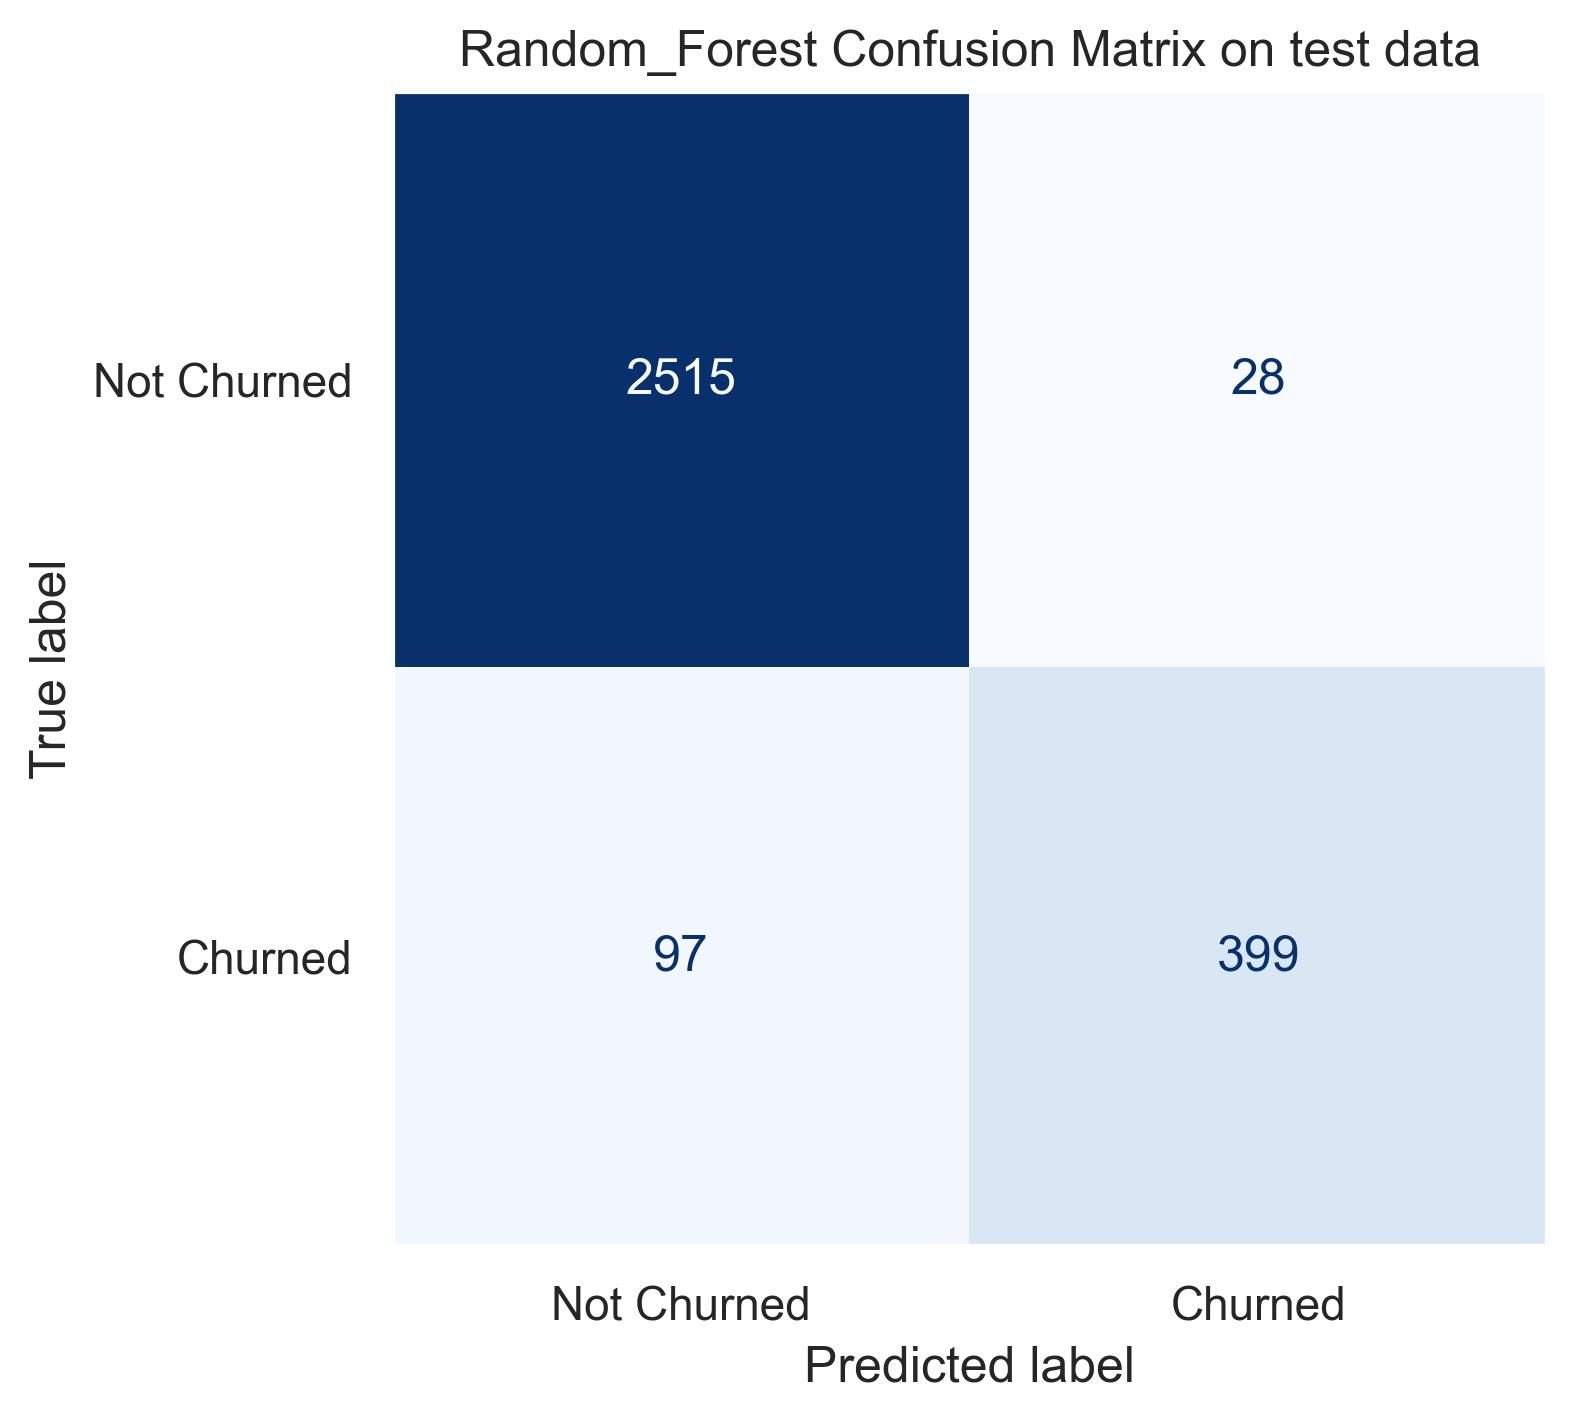 Random_Forest Confusion Matrix on test data
True label
Not Churned
2515
28
Churned
97
399
Not Churned
Churned
Predicted label